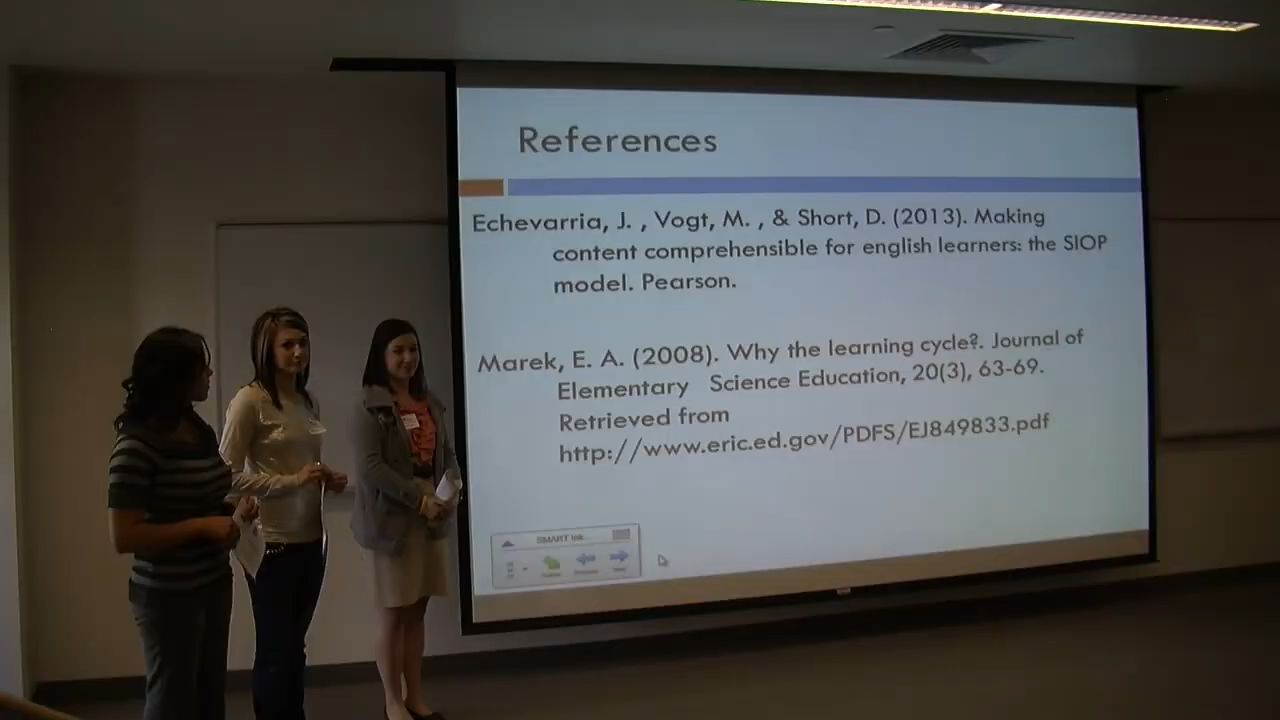 References
Echevarria, J. , Vogt, M. , & Short, D. (2013). Making
content comprehensible for english learners: the SIOP
model. Pearson.
Marek, E. A. (2008). Why the learning cycle?. Journal of
Elementary Science Education, 20(3), 63-69.
Retrieved from
http://www.eric.ed.gov/PDFS/EJ849833.pdf
SMART Ink...